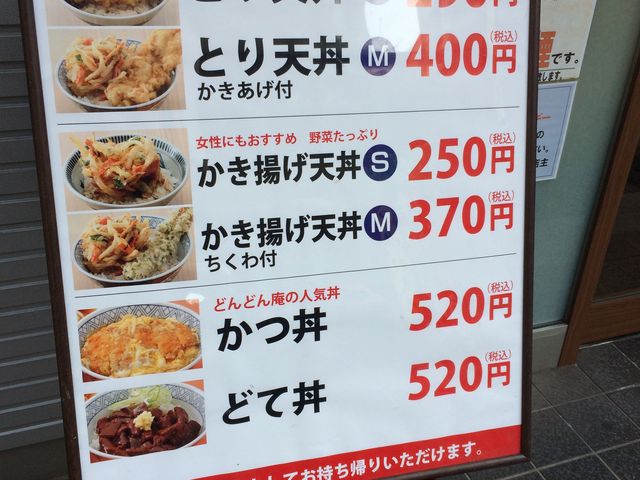 とり天丼 M 400円
(税込)
かきあげ付
女性にもおすすめ 野菜たっぷり
かき揚げ天丼 S 250円
(税込)
かき揚げ天丼 M 370円
(税込)
ちくわ付
どんどん庵の人気丼
かつ丼 520円
(税込)
どて丼 520円
(税込)
てお持ち帰りいただけます。
です。